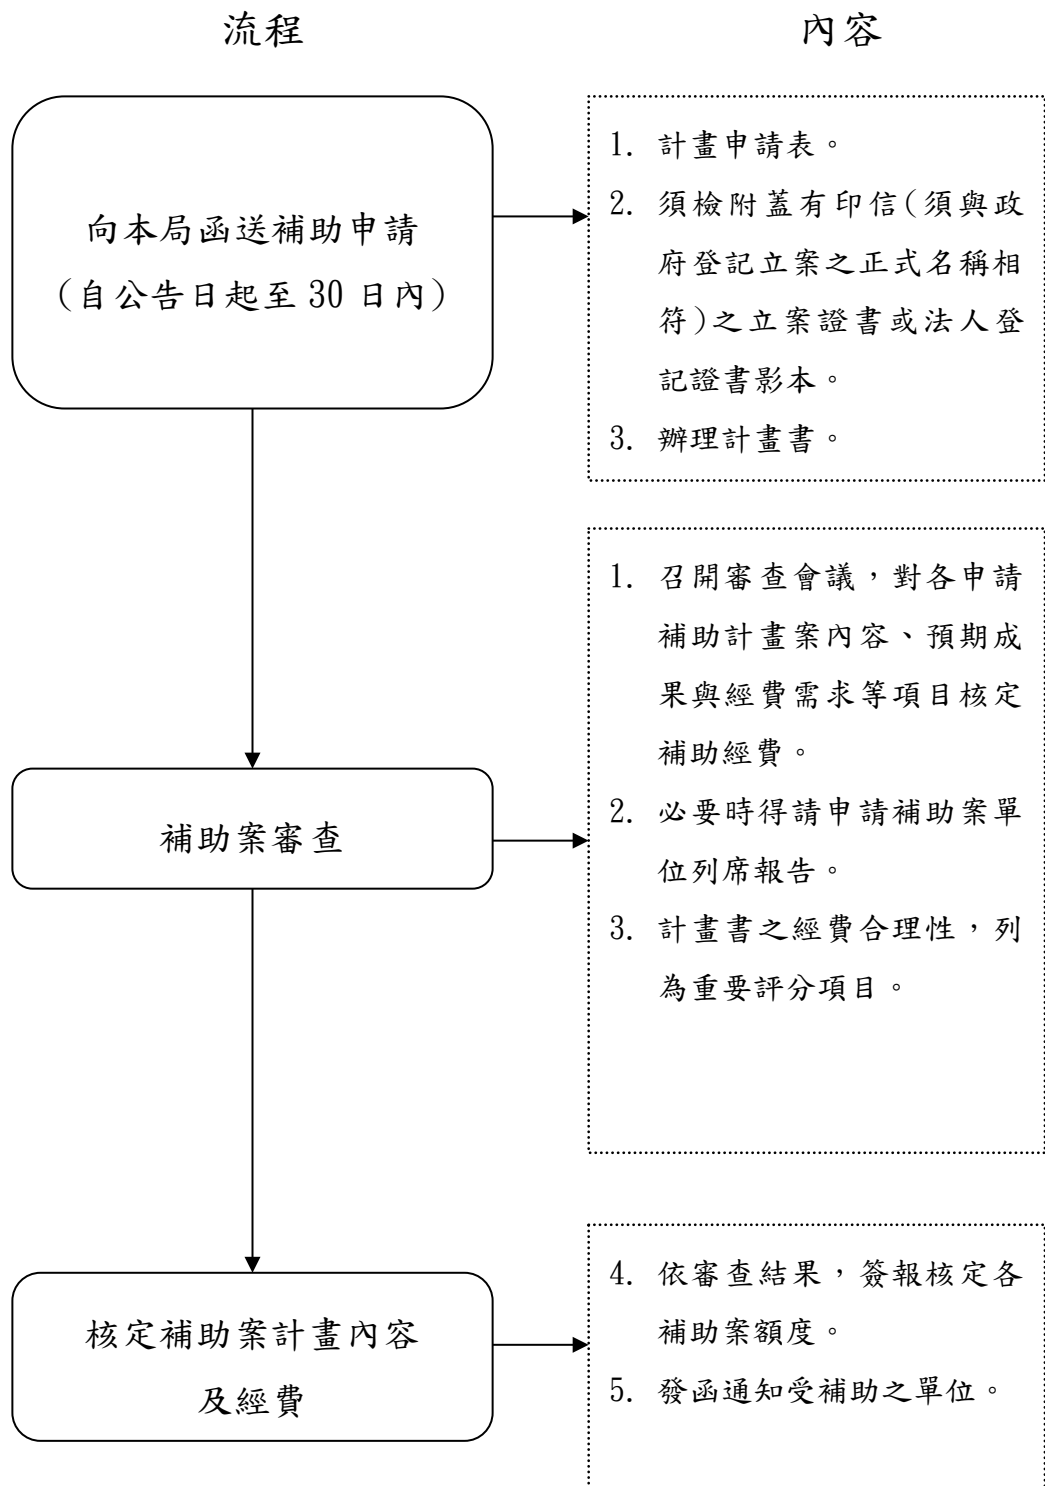 流程
內容
向本局函送補助申請
(自公告日起至 30 日內)
1. 計畫申請表。
2. 須檢附蓋有印信(須與政
府登記立案之正式名稱相
符)之立案證書或法人登
記證書影本。
3. 辦理計畫書。
補助案審查
1. 召開審查會議，對各申請
補助計畫案內容、預期成
果與經費需求等項目核定
補助經費。
2. 必要時得請申請補助案單
位列席報告。
3. 計畫書之經費合理性，列
為重要評分項目。
核定補助案計畫內容
及經費
4. 依審查結果，簽報核定各
補助案額度。
5. 發函通知受補助之單位。